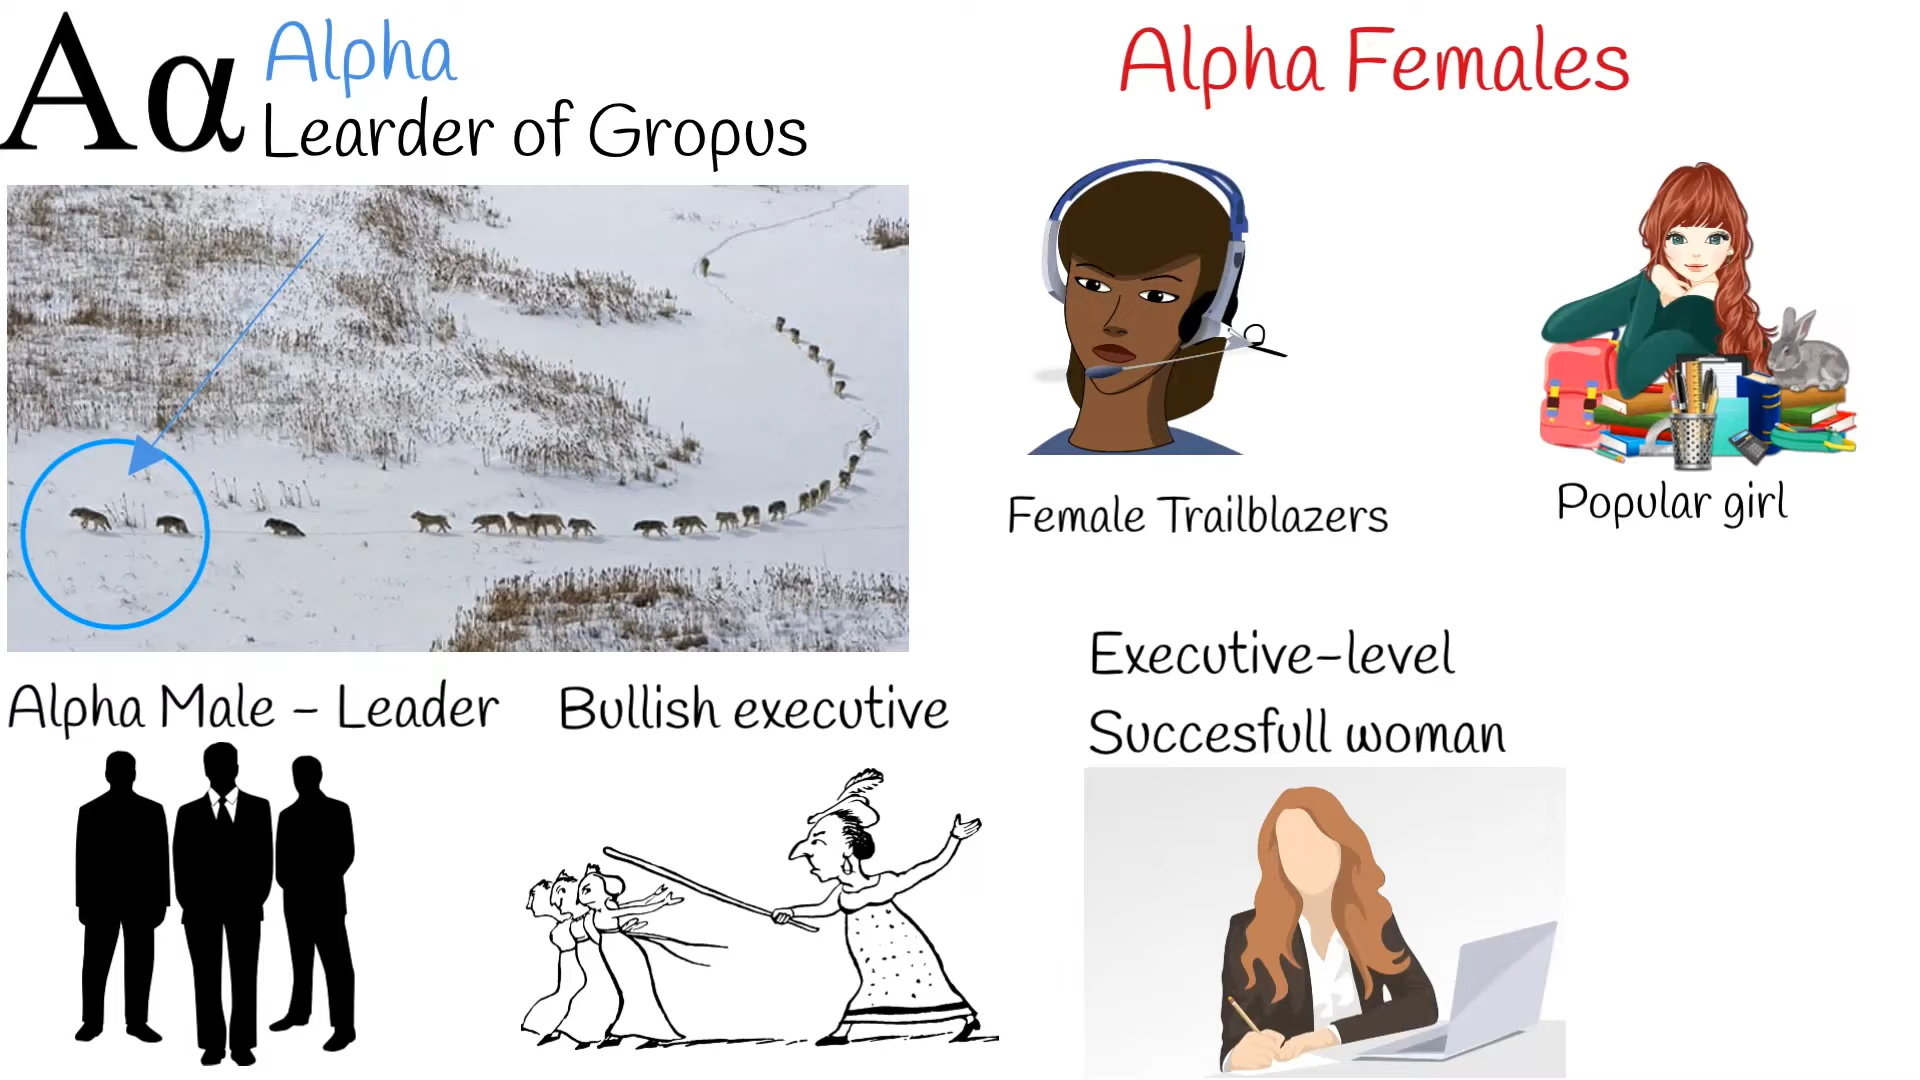 Aα
Alpha
Learder of Gropus
Alpha Females
Female Trailblazers
Popular girl
Alpha Male - Leader
Bullish executive
Executive-level
Succesfull woman